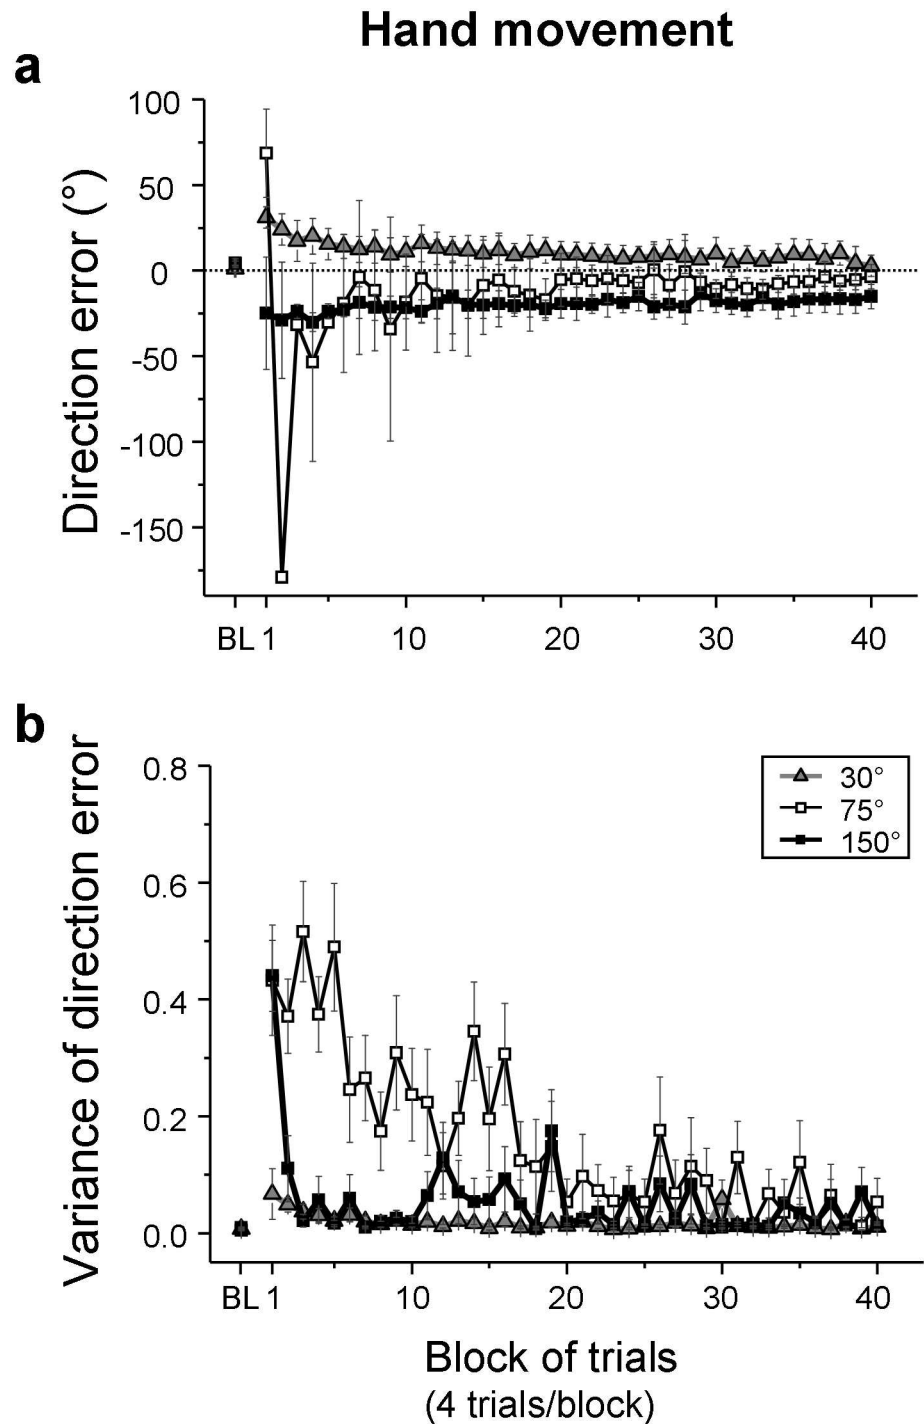 Hand movement
a
100
50
0
-50
-100
-150
Direction error (°)
BL 1 10 20 30 40
b
0.8
0.6
0.4
0.2
0.0
Variance of direction error
30°
75°
150°
BL 1 10 20 30 40
Block of trials
(4 trials/block)